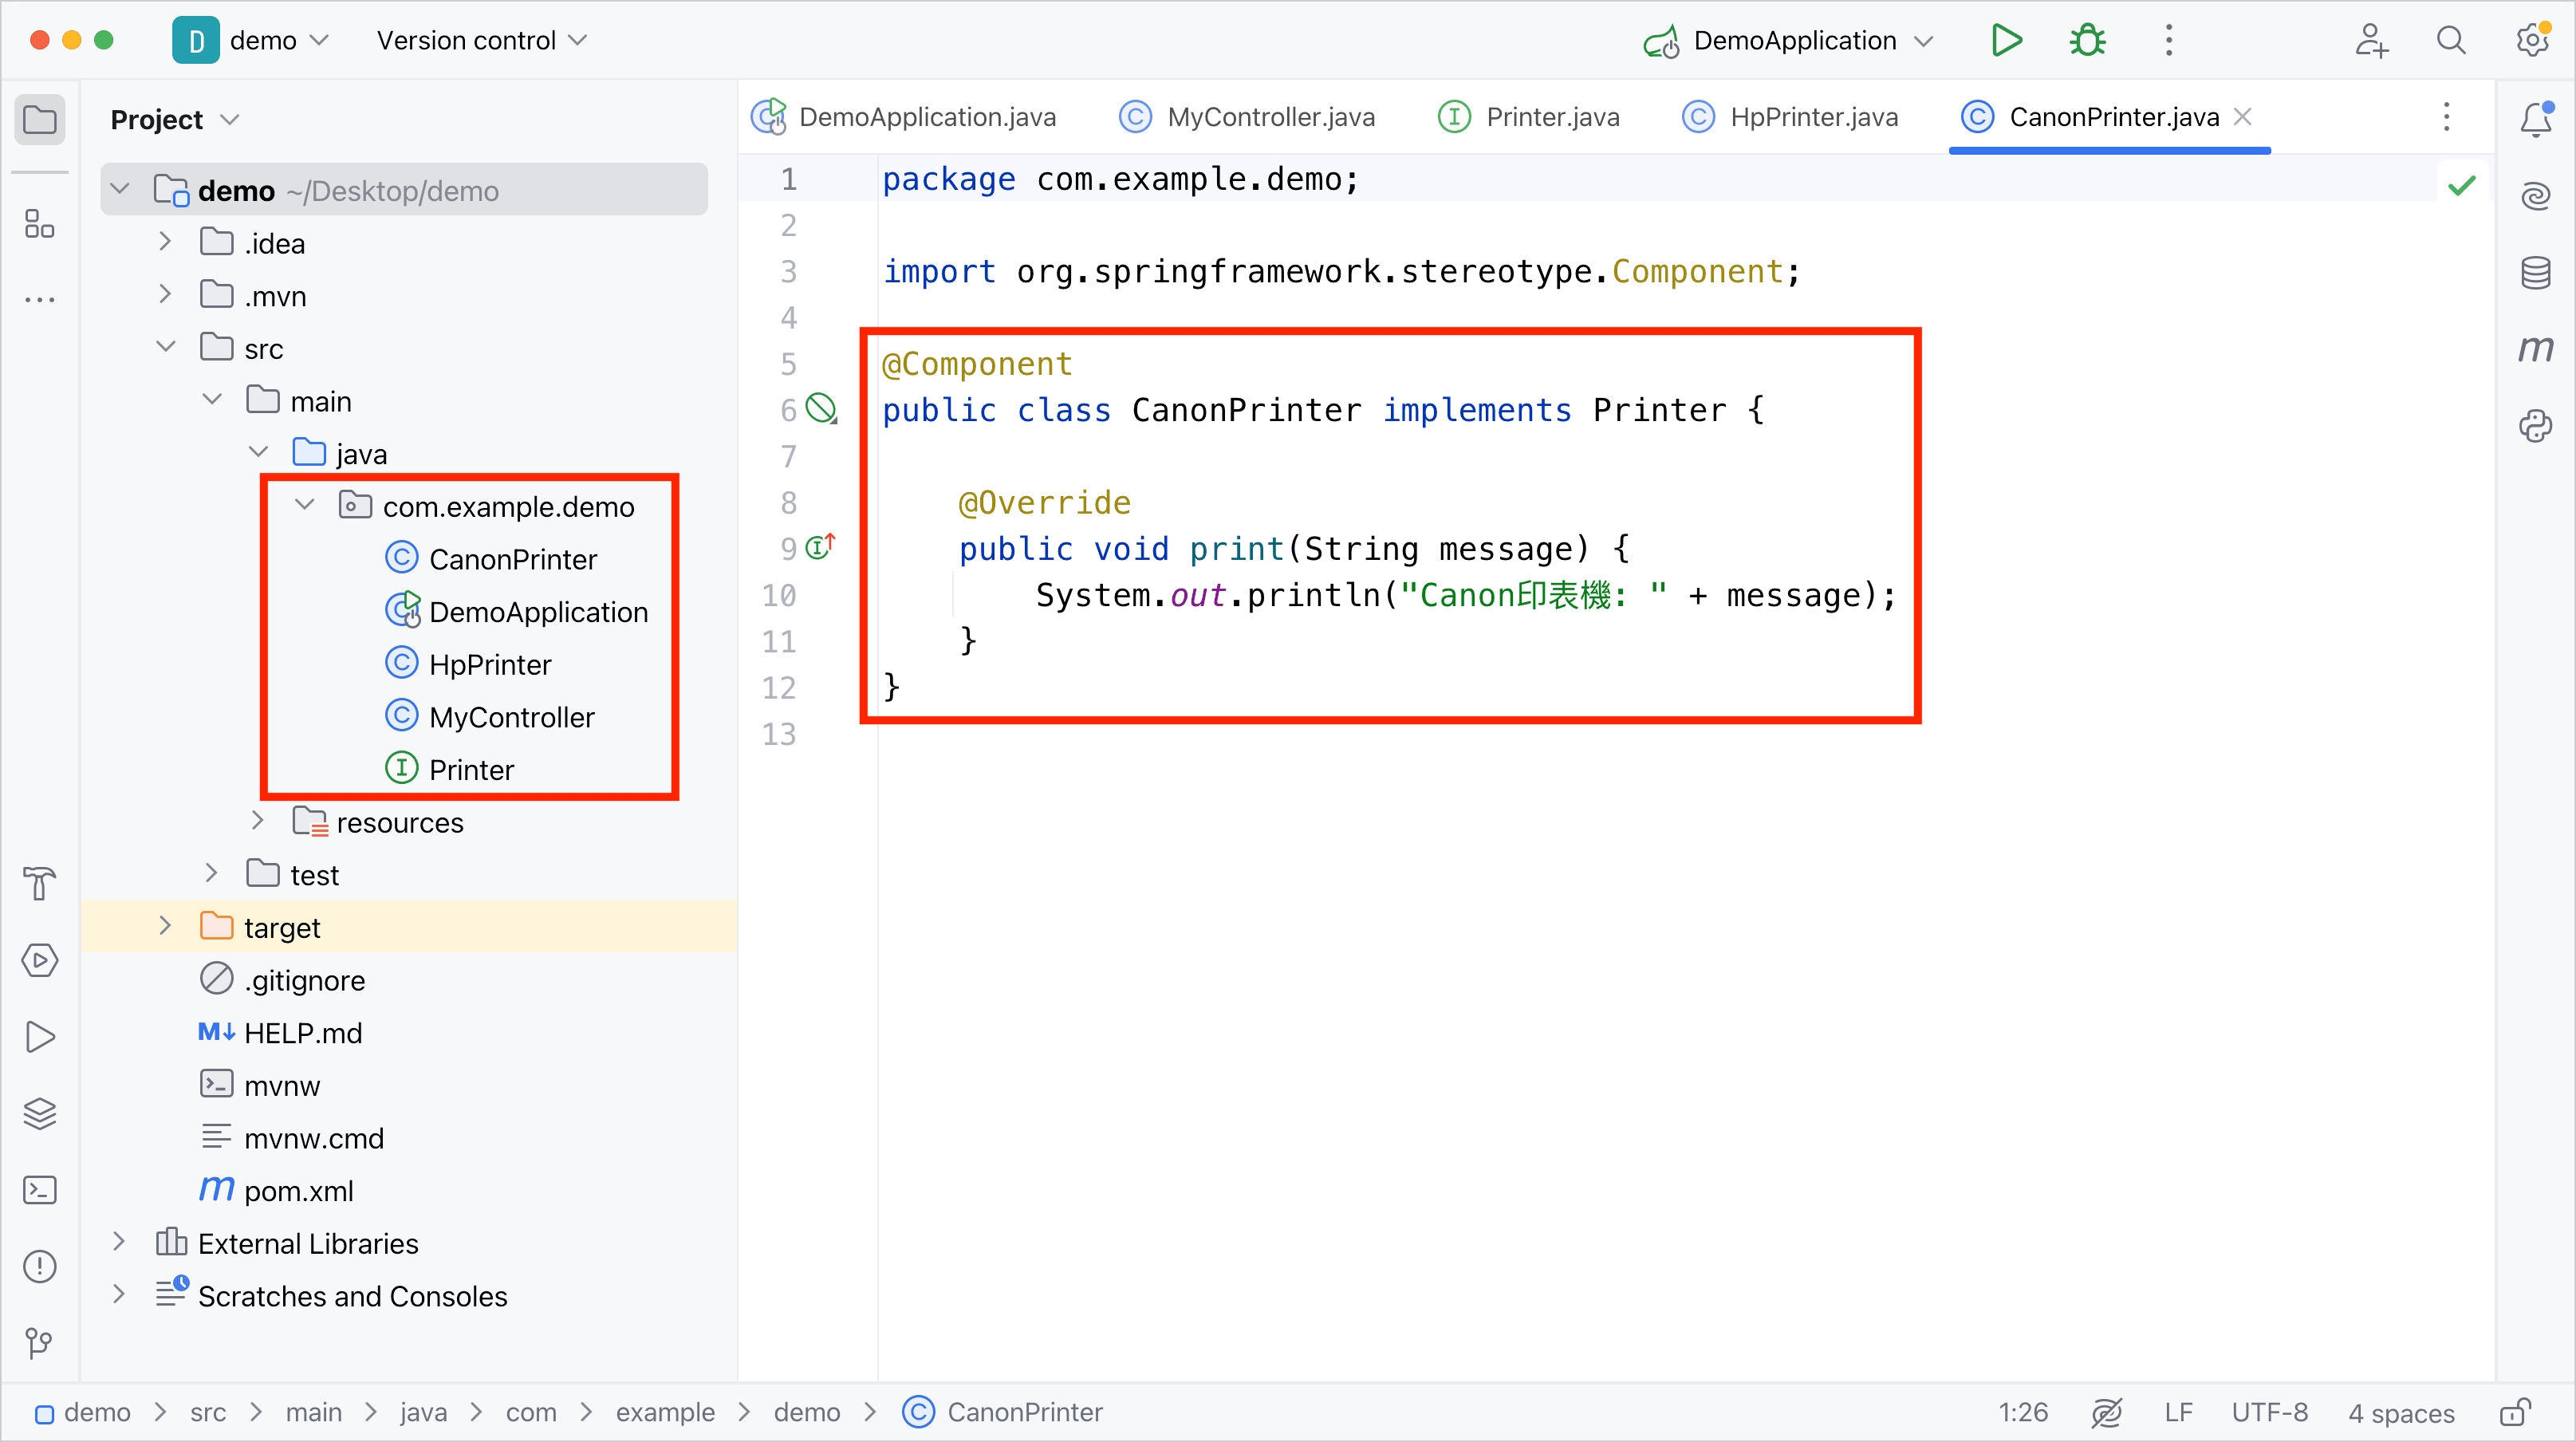 D demo Version control DemoApplication
Project
DemoApplication.java MyController.java Printer.java HpPrinter.java CanonPrinter.java
demo ~/Desktop/demo
.idea
.mvn
src
main
java
com.example.demo
CanonPrinter
DemoApplication
HpPrinter
MyController
Printer
resources
test
target
.gitignore
HELP.md
mvnw
mvnw.cmd
pom.xml
External Libraries
Scratches and Consoles
1 package com.example.demo;
2
3 import org.springframework.stereotype.Component;
4
5 @Component
6 public class CanonPrinter implements Printer {
7
8 @Override
9 public void print(String message) {
10 System.out.println("Canon印表機: " + message);
11 }
12 }
13
demo > src > main > java > com > example > demo > CanonPrinter 1:26 LF UTF-8 4 spaces